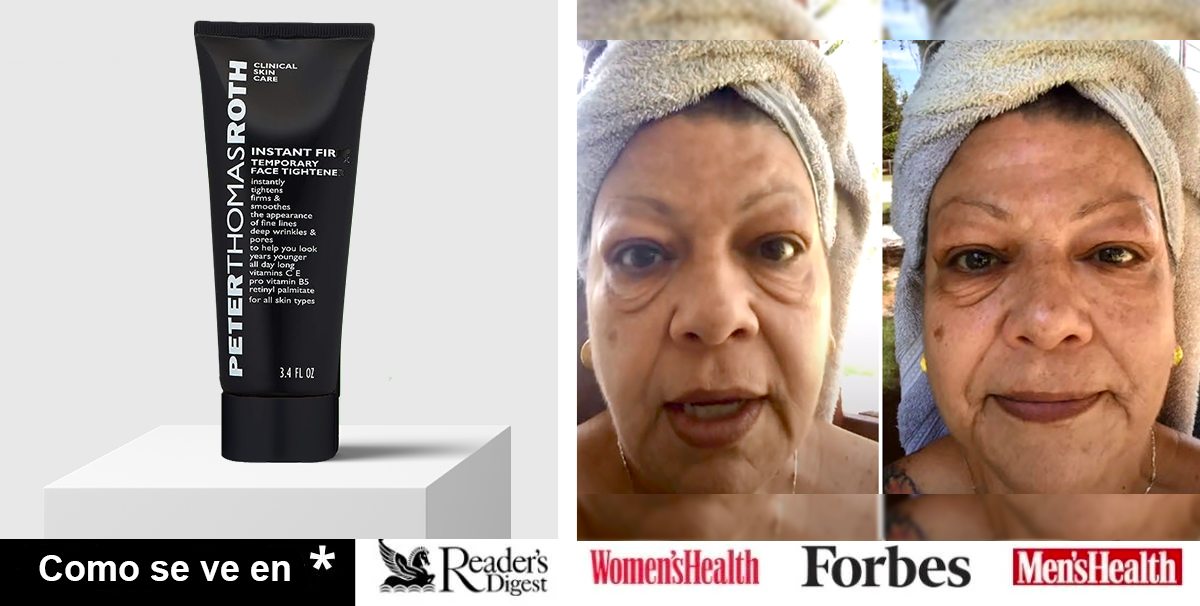 PETERTHOMASROTH
CLINICAL
SKIN
CARE
INSTANT FIR
TEMPORARY
FACE TIGHTENE
instantly
tightens
firms &
smoothes
the appearance
of fine lines
deep wrinkles &
pores
to help you look
years younger
all day long
vitamins C E
pro vitamin B5
retinyl palmitate
for all skin types
3.4 FL OZ
Como se ve en *
Reader's
Digest
Women'sHealth
Forbes
Men'sHealth